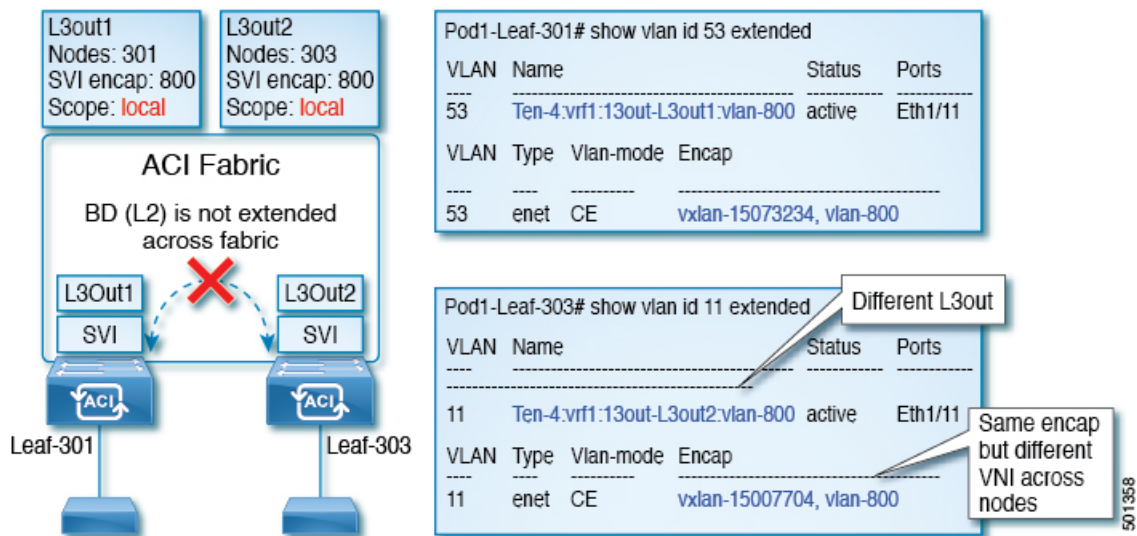 L3out1
Nodes: 301
SVI encap: 800
Scope: local
L3out2
Nodes: 303
SVI encap: 800
Scope: local
ACI Fabric
BD (L2) is not extended
across fabric
L3Out1
SVI
L3Out2
SVI
ACI
ACI
Leaf-301
Leaf-303
Pod1-Leaf-301# show vlan id 53 extended
VLAN Name Status Ports
---- -------------------------------- --------- ---------
53 Ten-4:vrf1:13out-L3out1:vlan-800 active Eth1/11
VLAN Type Vlan-mode Encap
---- ---- ---------- -------------------------------
53 enet CE vxlan-15073234, vlan-800
Pod1-Leaf-303# show vlan id 11 extended
Different L3out
VLAN Name Status Ports
---- -------------------------------- --------- ---------
-------------------------------------
11 Ten-4:vrf1:13out-L3out2:vlan-800 active Eth1/11
VLAN Type Vlan-mode Encap
---- ---- ---------- -------------------------------
11 enet CE vxlan-15007704, vlan-800
Same encap
but different
VNI across
nodes
501358